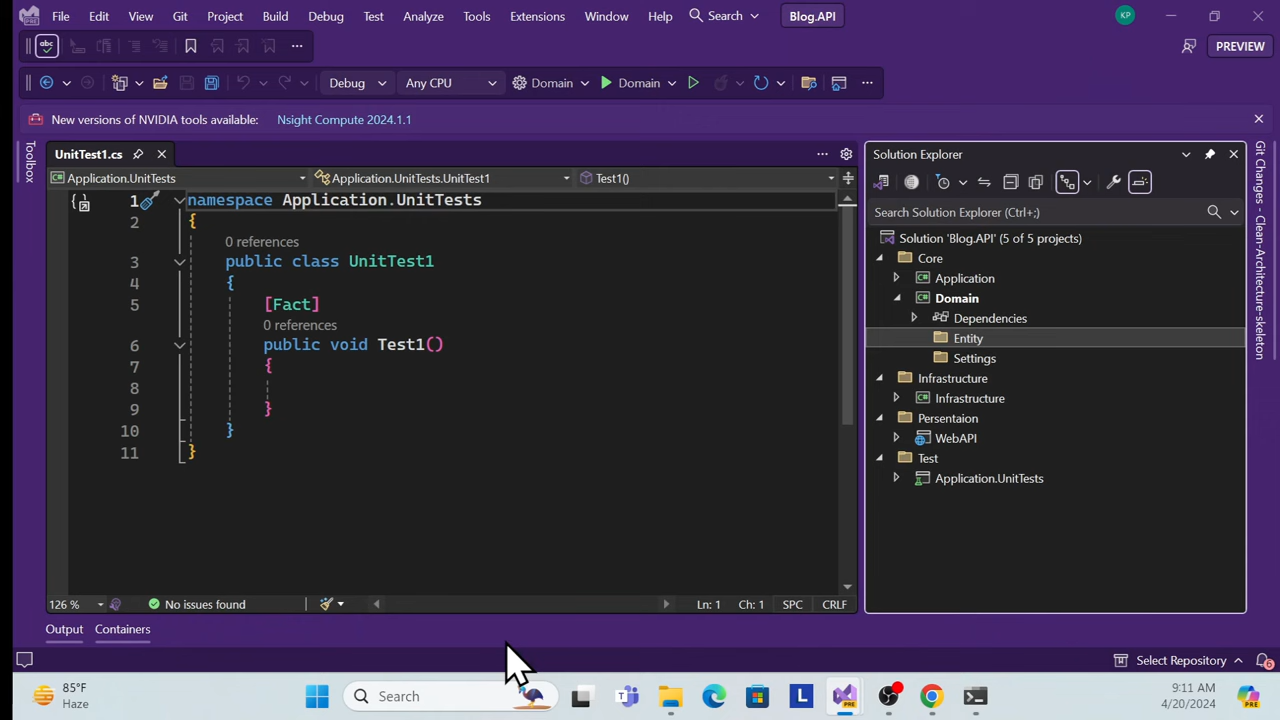 File Edit View Git Project Build Debug Test Analyze Tools Extensions Window Help Search Blog.API KP
abc PREVIEW
Debug Any CPU Domain Domain
New versions of NVIDIA tools available: Nsight Compute 2024.1.1
Toolbox
UnitTest1.cs
Application.UnitTests Application.UnitTests.UnitTest1 Test1()
1 namespace Application.UnitTests
2 {
0 references
3 public class UnitTest1
4 {
5 [Fact]
0 references
6 public void Test1()
7 {
8
9 }
10 }
11 }
126 % No issues found Ln: 1 Ch: 1 SPC CRLF
Solution Explorer
Search Solution Explorer (Ctrl+;)
Solution 'Blog.API' (5 of 5 projects)
Core
Application
Domain
Dependencies
Entity
Settings
Infrastructure
Infrastructure
Persentaion
WebAPI
Test
Application.UnitTests
Git Changes - Clean-Architecture-skeleton
Output Containers
Select Repository 6
85°F
Haze
Search
L
PRE
9:11 AM
4/20/2024
PRE